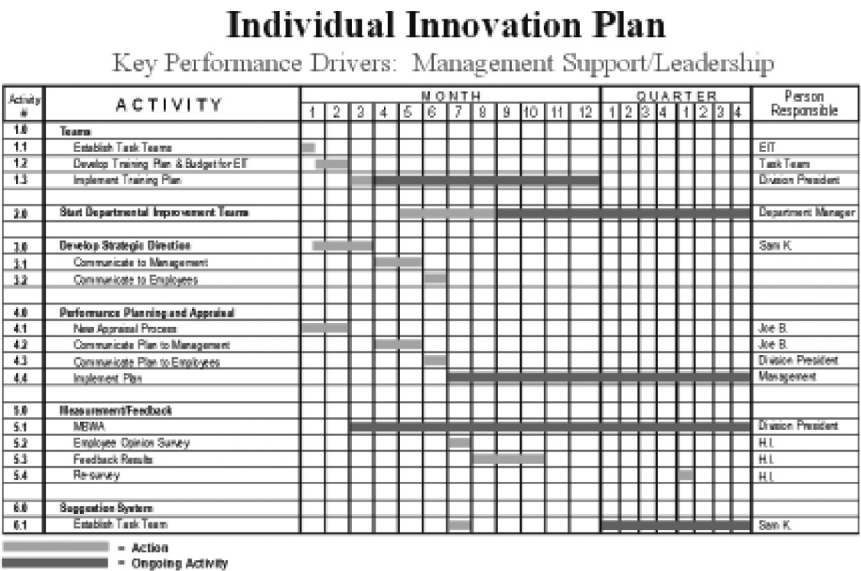 Individual Innovation Plan
Key Performance Drivers: Management Support/Leadership
Activity # ACTIVITY MONTH QUARTER Person Responsible
1 2 3 4 5 6 7 8 9 10 11 12 1 2 3 4 1 2 3 4
1.0 Teams
1.1 Establish Task Teams EIT
1.2 Develop Training Plan & Budget for EIT Task Team
1.3 Implement Training Plan Division President
2.0 Start Departmental Improvement Teams Department Manager
3.0 Develop Strategic Direction Sam K.
3.1 Communicate to Management
3.2 Communicate to Employees
4.0 Performance Planning and Appraisal
4.1 New Appraisal Process Joe B.
4.2 Communicate Plan to Management Joe B.
4.3 Communicate Plan to Employees Division President
4.4 Implement Plan Management
5.0 Measurement/Feedback
5.1 MBWA Division President
5.2 Employee Opinion Survey H.I.
5.3 Feedback Results H.I.
5.4 Re-survey H.I.
6.0 Suggestion System
6.1 Establish Task Team Sam K.
= Action
= Ongoing Activity